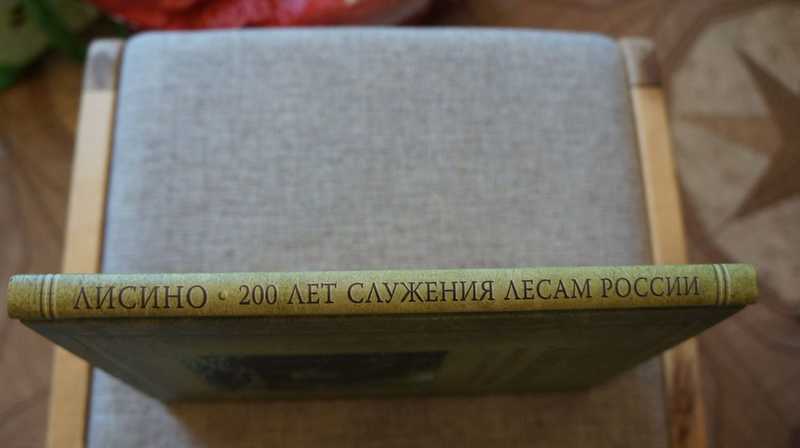 ЛИСИНО · 200 ЛЕТ СЛУЖЕНИЯ ЛЕСАМ РОССИИ